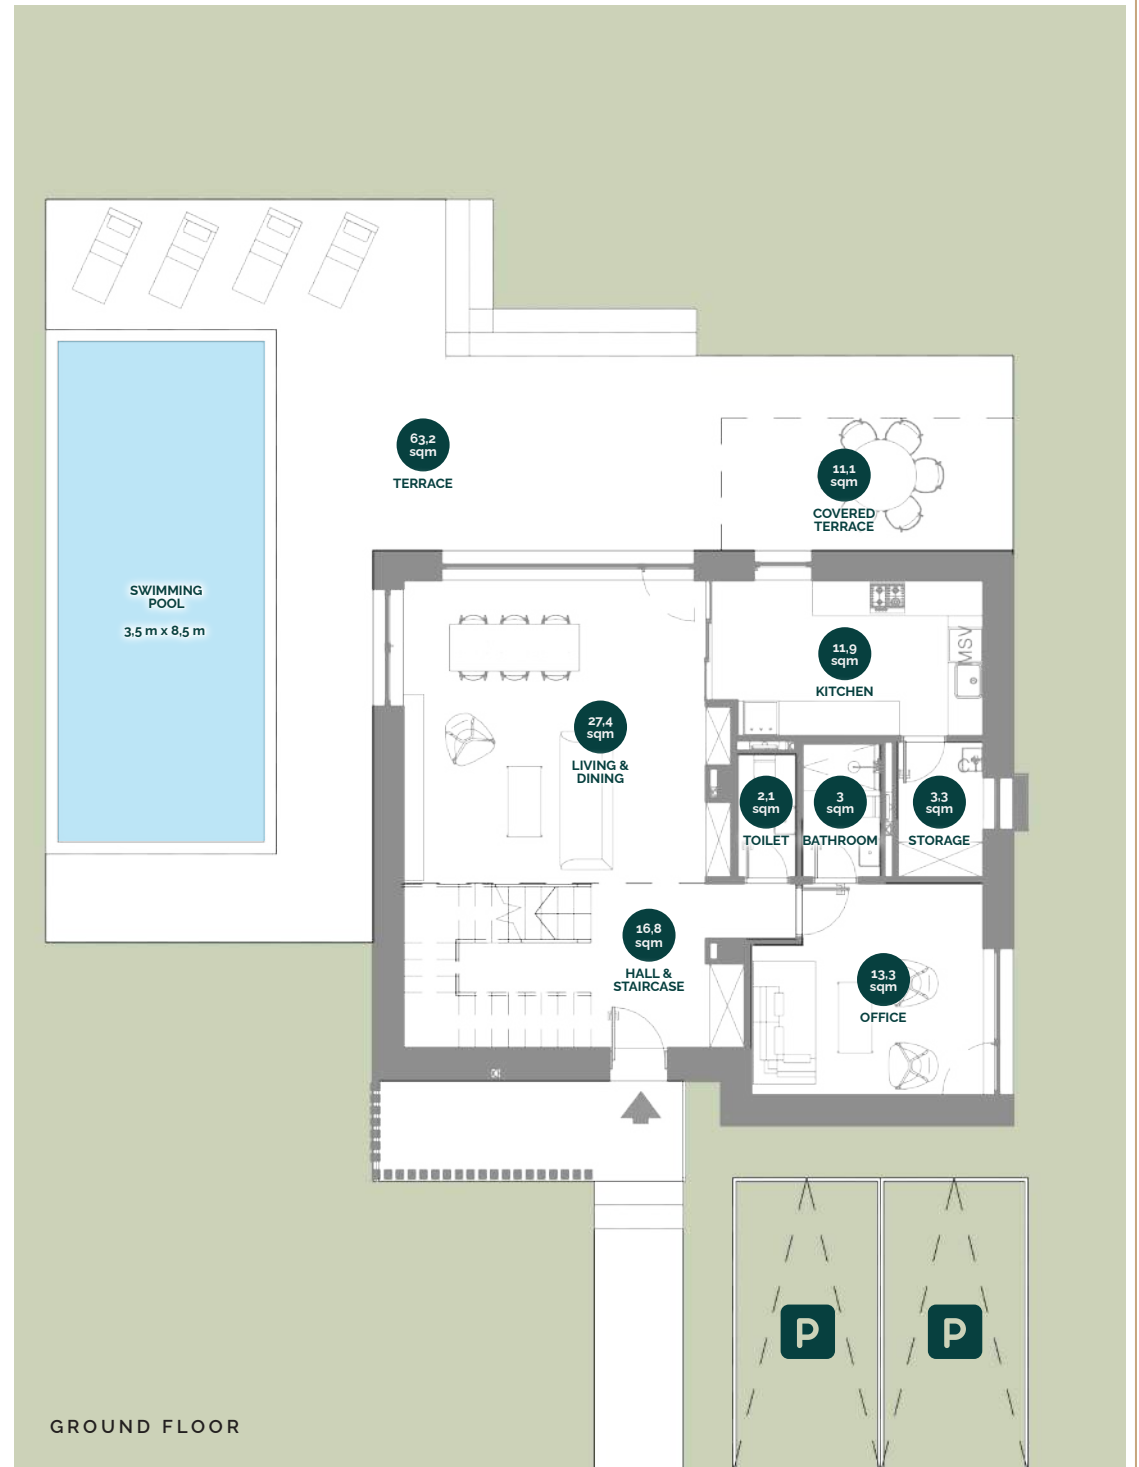 63,2
sqm
TERRACE
11,1
sqm
COVERED
TERRACE
SWIMMING
POOL
3,5 m x 8,5 m
11,9
sqm
KITCHEN
MSV
27,4
sqm
LIVING &
DINING
2,1
sqm
TOILET
3
sqm
BATHROOM
3,3
sqm
STORAGE
16,8
sqm
HALL &
STAIRCASE
13,3
sqm
OFFICE
P
P
GROUND FLOOR